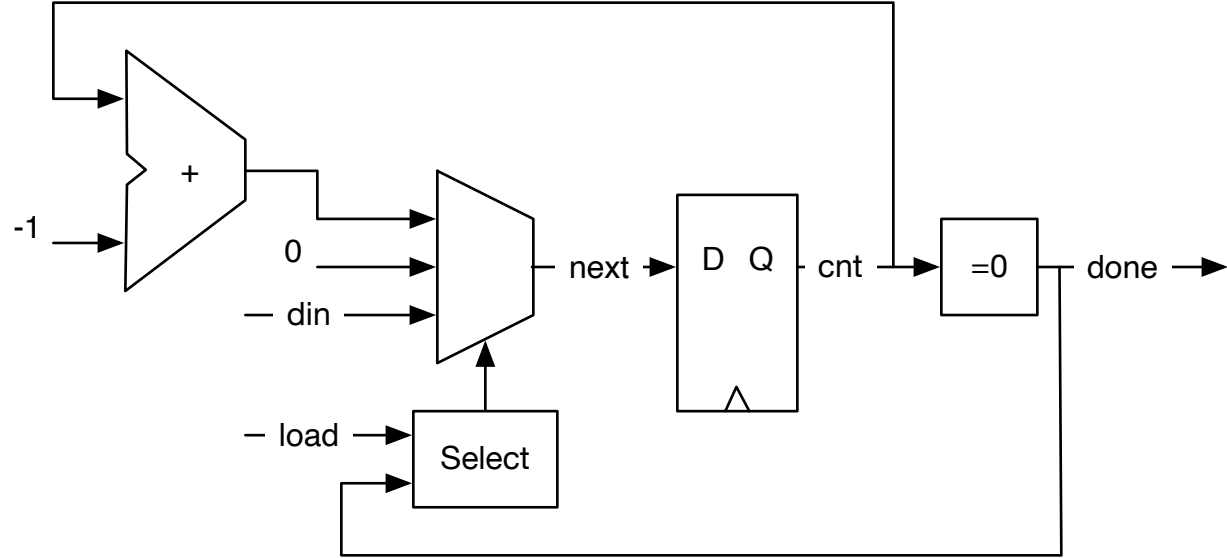 +
-1
0
din
next
D Q
cnt
=0
done
load
Select